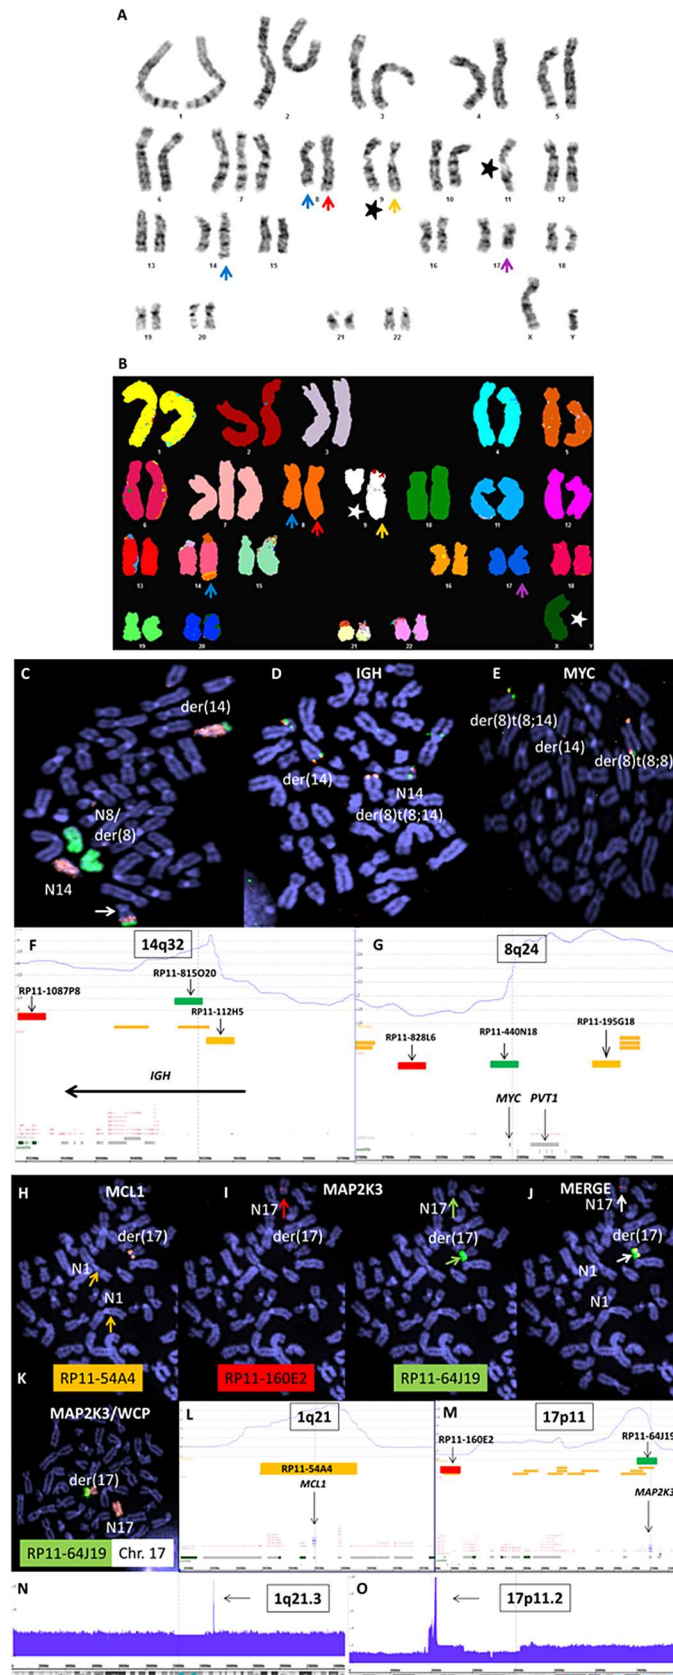 A
1 2 3 4 5
6 7 8 9 10 11 12
13 14 15 16 17 18
19 20 21 22 X Y
B
1 2 3 4 5
6 7 8 9 10 11 12
13 14 15 16 17 18
19 20 21 22 X Y
C
der(14)
N8/
der(8)
N14
D IGH
der(14)
N14
der(8)t(8;14)
E MYC
der(8)t(8;14)
der(14)
der(8)t(8;8)
F
14q32
RP11-1087P8
RP11-815O20
RP11-112H5
IGH
G
8q24
RP11-828L6
RP11-440N18
RP11-195G18
MYC
PVT1
H
MCL1
der(17)
N1
N1
RP11-54A4
I
MAP2K3
N17
der(17)
RP11-160E2
N17
der(17)
RP11-64J19
J
MERGE
N17
der(17)
N1
N1
K
MAP2K3/WCP
der(17)
N17
RP11-64J19 Chr. 17
L
1q21
RP11-54A4
MCL1
M
17p11
RP11-160E2
RP11-64J19
MAP2K3
N
1q21.3
O
17p11.2